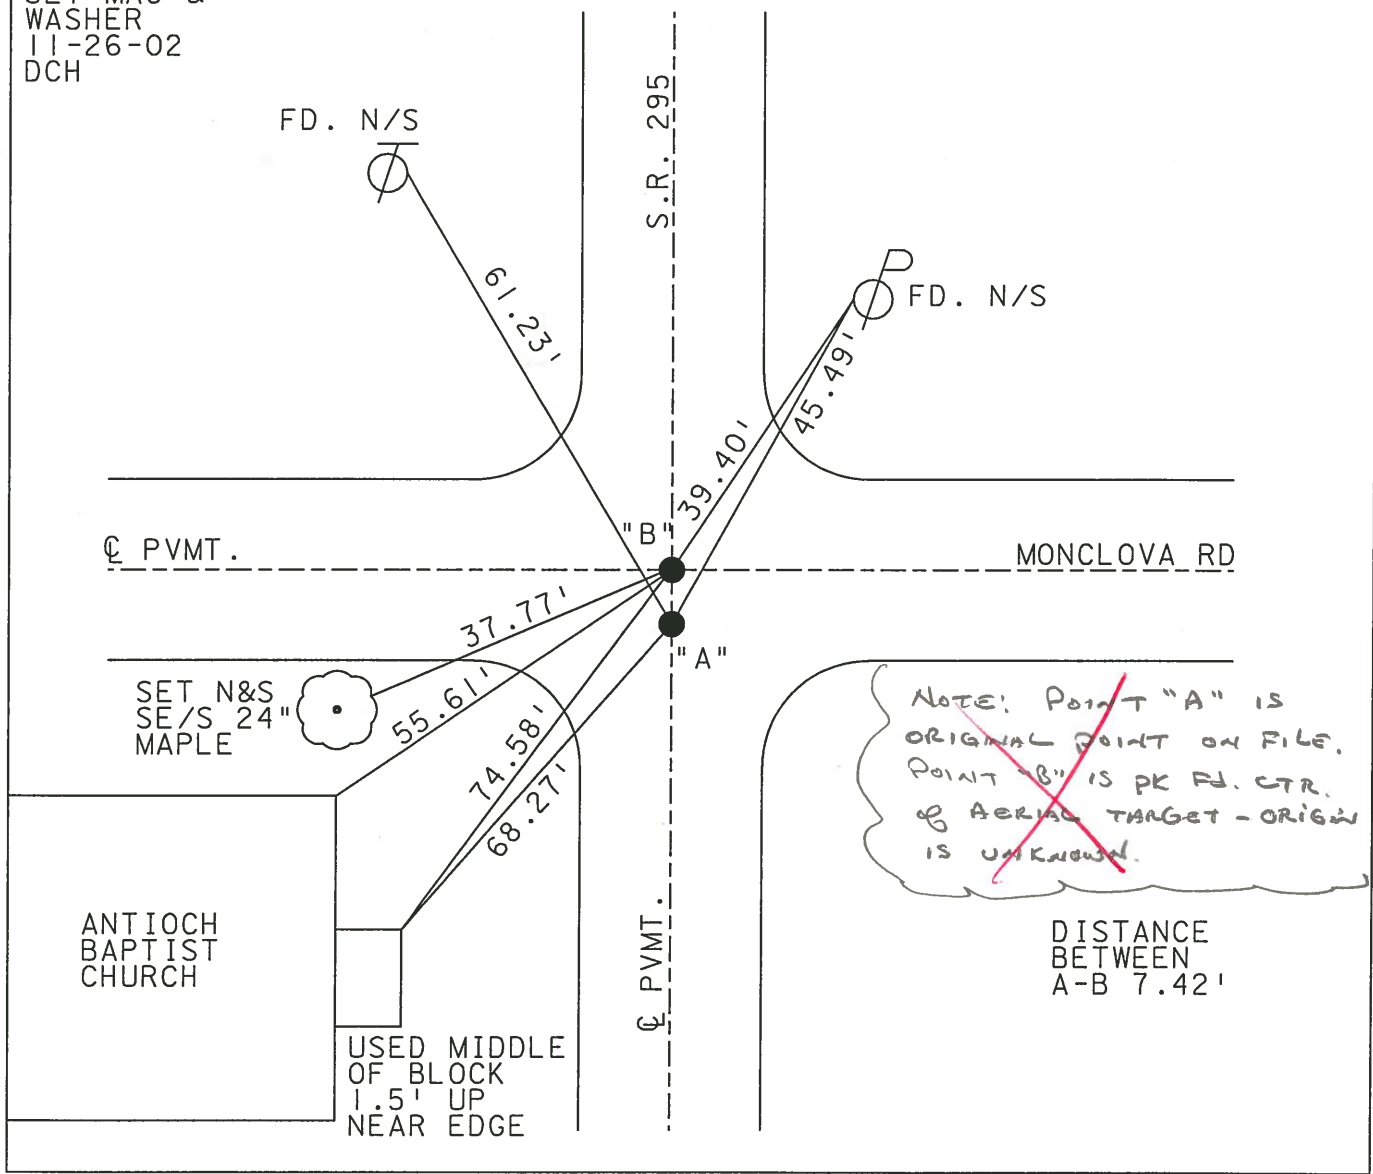 WASHER
11-26-02
DCH
FD. N/S
S.R. 295
FD. N/S
61.23'
45.49'
39.40'
"B"
℄ PVMT.
MONCLOVA RD
37.77'
"A"
SET N&S
SE/S 24"
MAPLE
55.61'
74.58'
68.27'
NOTE: POINT "A" IS
ORIGINAL POINT ON FILE.
POINT "B" IS PK Fd. CTR.
of AERIAL TARGET - ORIGIN
IS UNKNOWN.
ANTIOCH
BAPTIST
CHURCH
℄ PVMT.
DISTANCE
BETWEEN
A-B 7.42'
USED MIDDLE
OF BLOCK
1.5' UP
NEAR EDGE